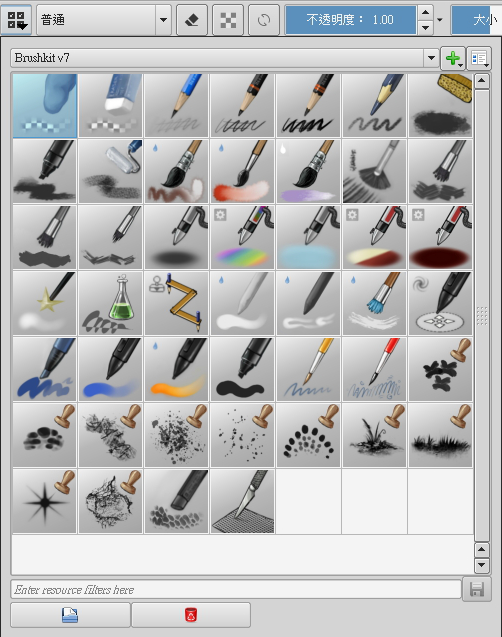 普通
不透明度： 1.00
大小
Brushkit v7
Enter resource filters here